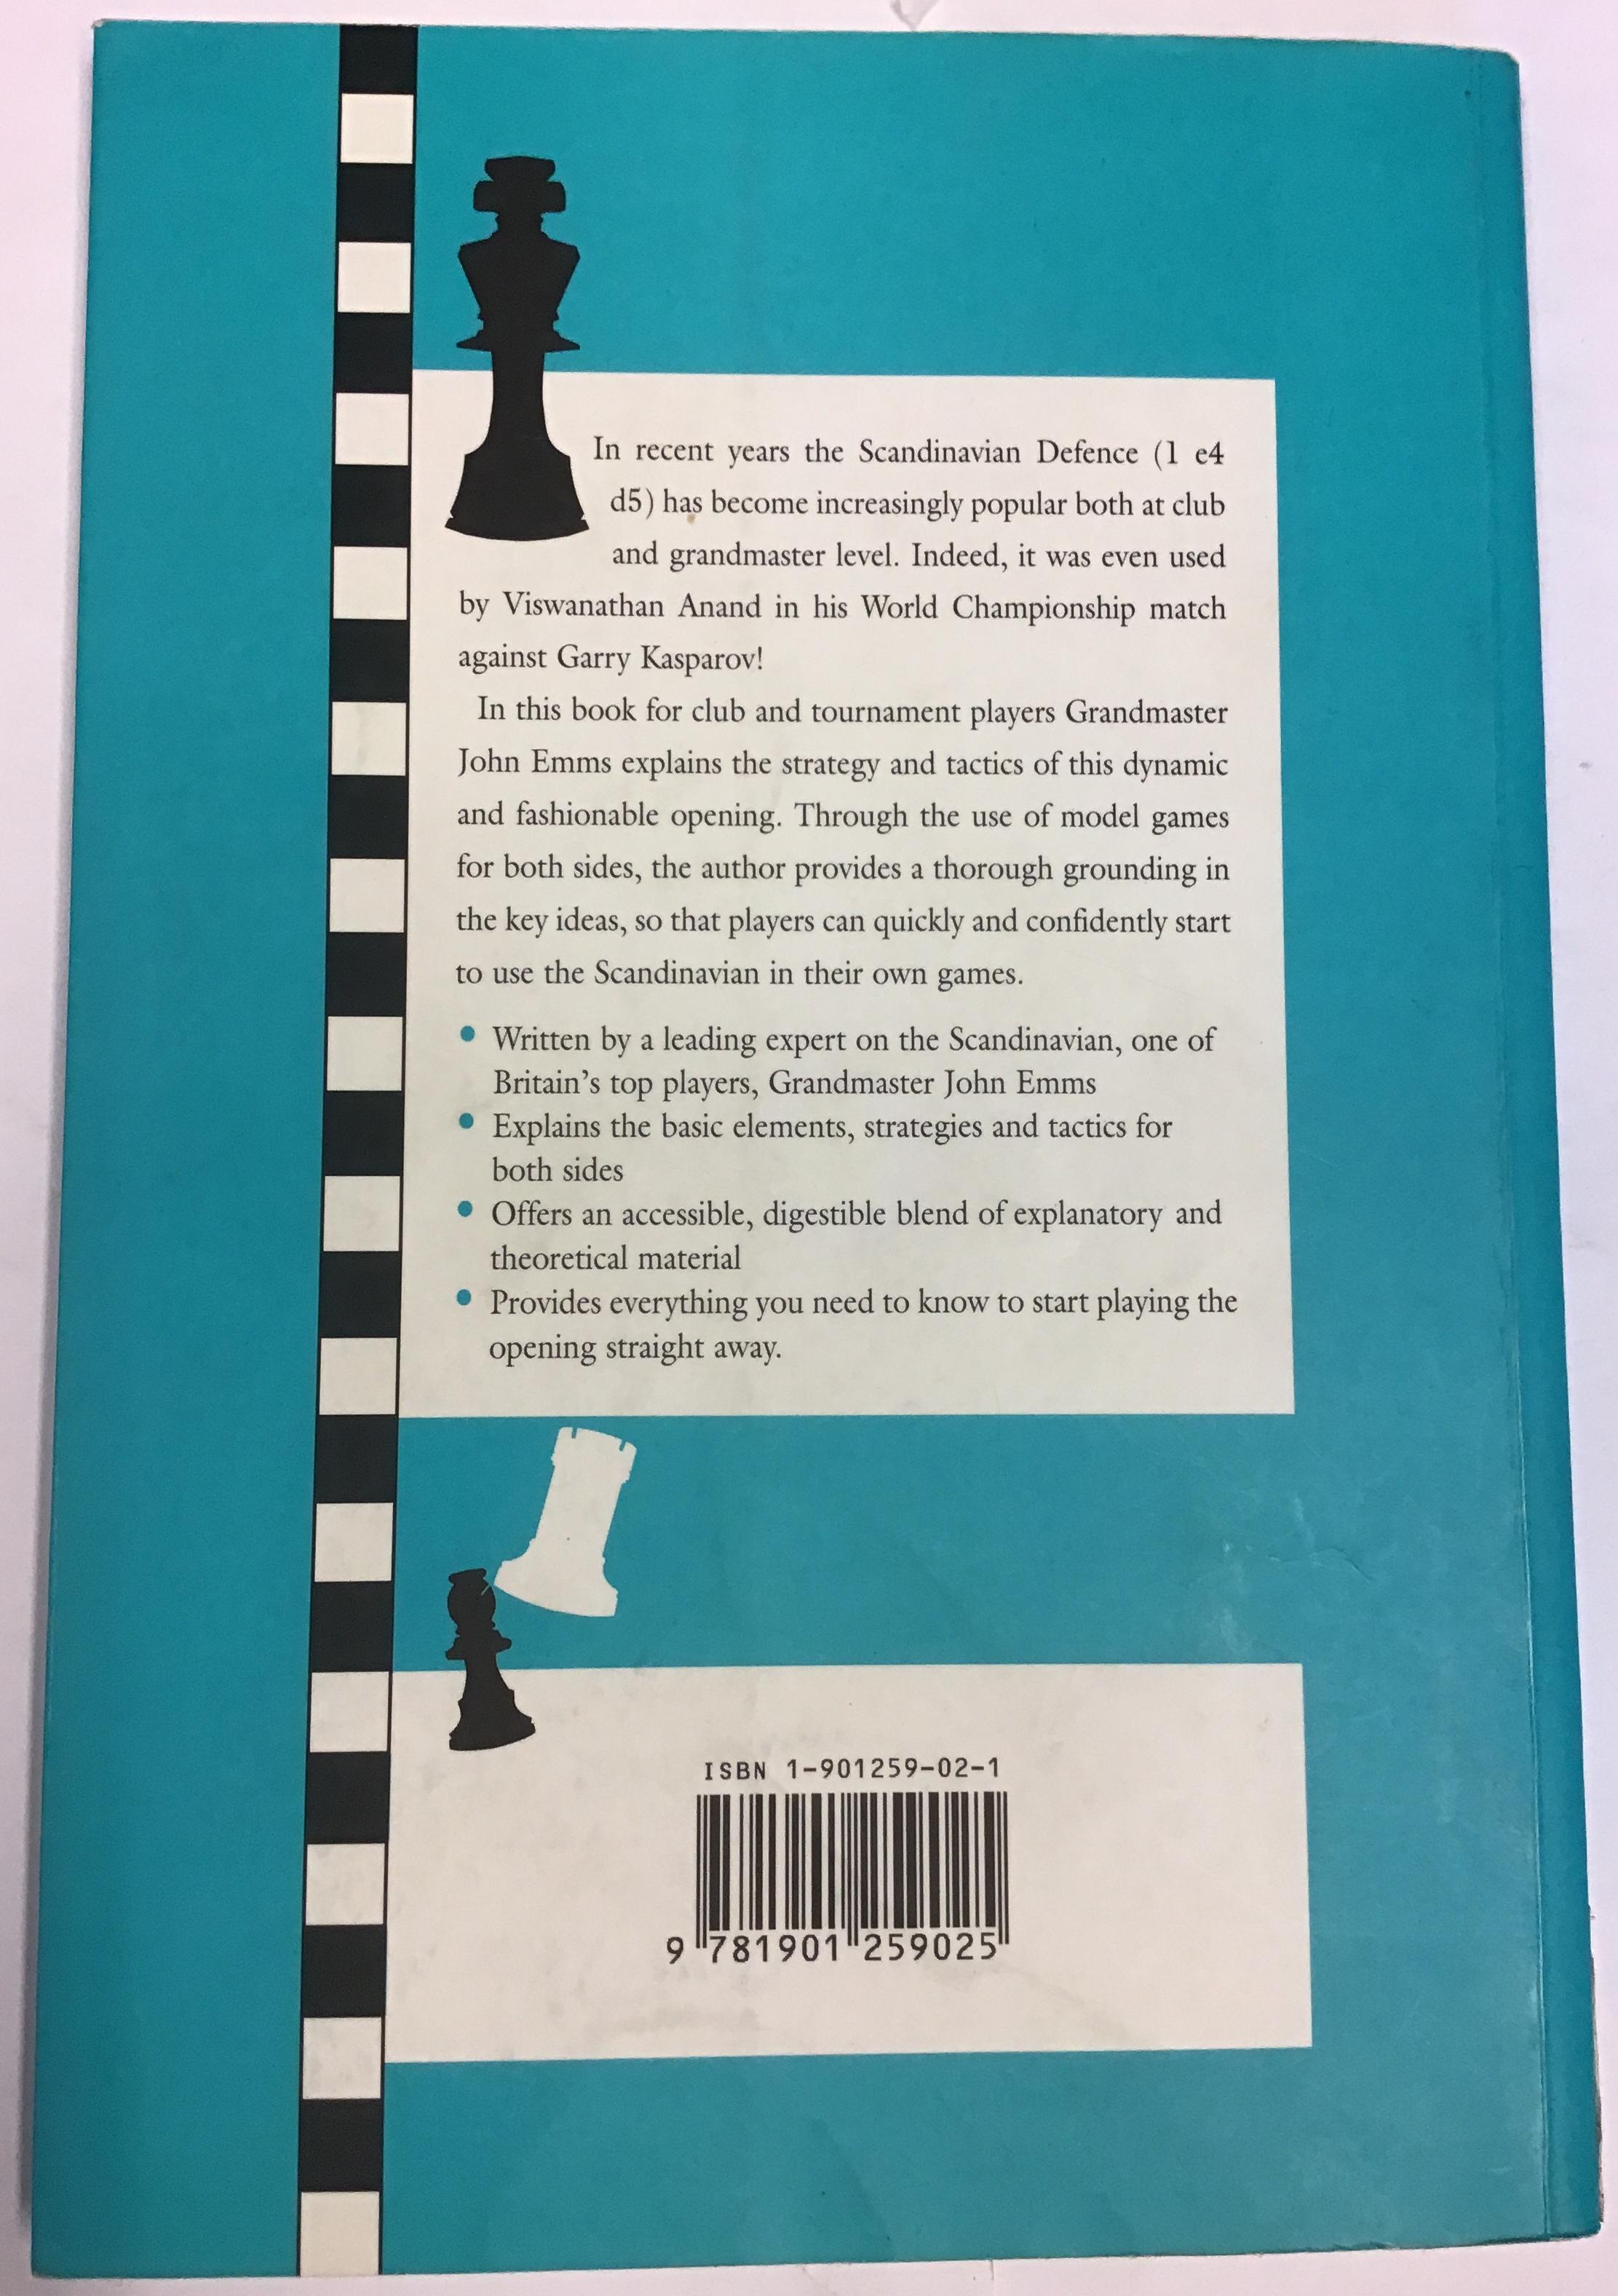 In recent years the Scandinavian Defence (1 e4
d5) has become increasingly popular both at club
and grandmaster level. Indeed, it was even used
by Viswanathan Anand in his World Championship match
against Garry Kasparov!
In this book for club and tournament players Grandmaster
John Emms explains the strategy and tactics of this dynamic
and fashionable opening. Through the use of model games
for both sides, the author provides a thorough grounding in
the key ideas, so that players can quickly and confidently start
to use the Scandinavian in their own games.
• Written by a leading expert on the Scandinavian, one of
Britain's top players, Grandmaster John Emms
• Explains the basic elements, strategies and tactics for
both sides
• Offers an accessible, digestible blend of explanatory and
theoretical material
• Provides everything you need to know to start playing the
opening straight away.
ISBN 1-901259-02-1
9 781901 259025